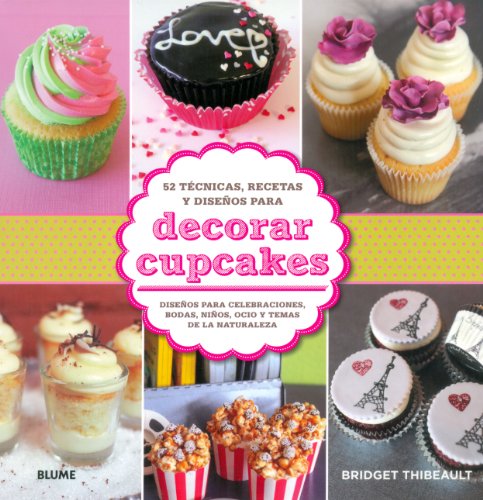 Love
52 TÉCNICAS, RECETAS
Y DISEÑOS PARA
decorar
cupcakes
DISEÑOS PARA CELEBRACIONES,
BODAS, NIÑOS, OCIO Y TEMAS
DE LA NATURALEZA
BLUME
BRIDGET THIBEAULT